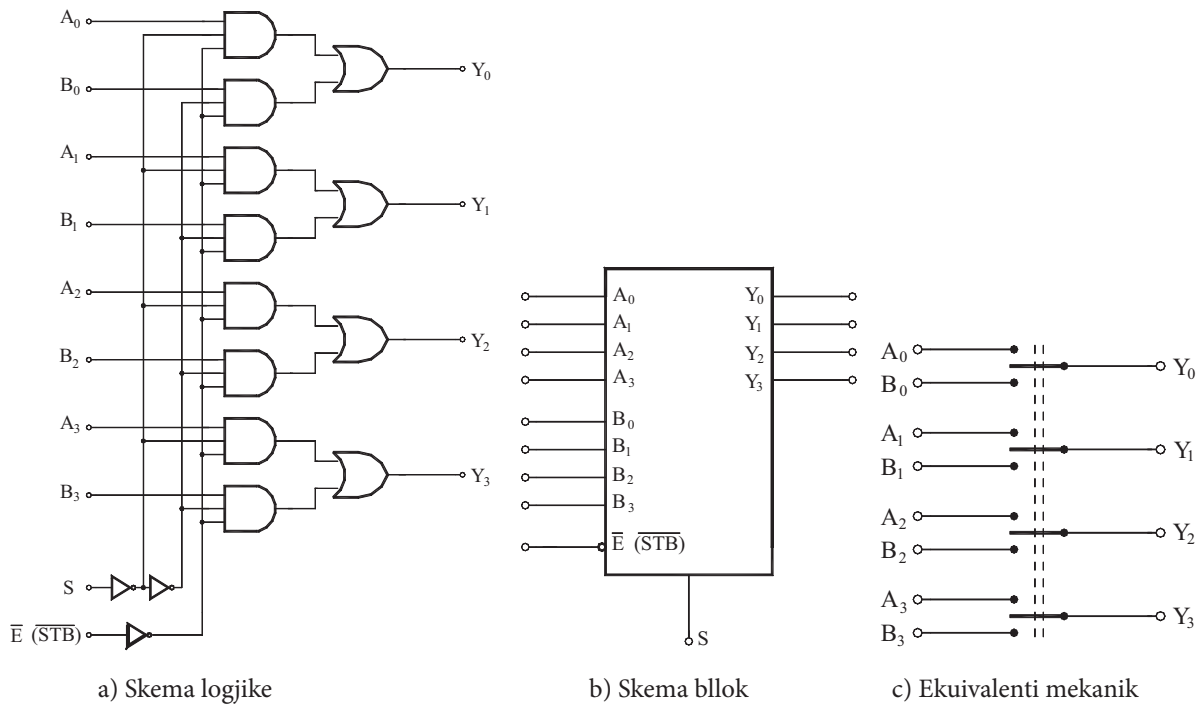 A₀
B₀
Y₀
A₁
B₁
Y₁
A₂
B₂
Y₂
A₃
B₃
Y₃
S
E̅ (S̅T̅B̅)
a) Skema logjike
A₀ Y₀
A₁ Y₁
A₂ Y₂
A₃ Y₃
B₀
B₁
B₂
B₃
E̅ (S̅T̅B̅)
S
b) Skema bllok
A₀
Y₀
B₀
A₁
Y₁
B₁
A₂
Y₂
B₂
A₃
Y₃
B₃
c) Ekuivalenti mekanik